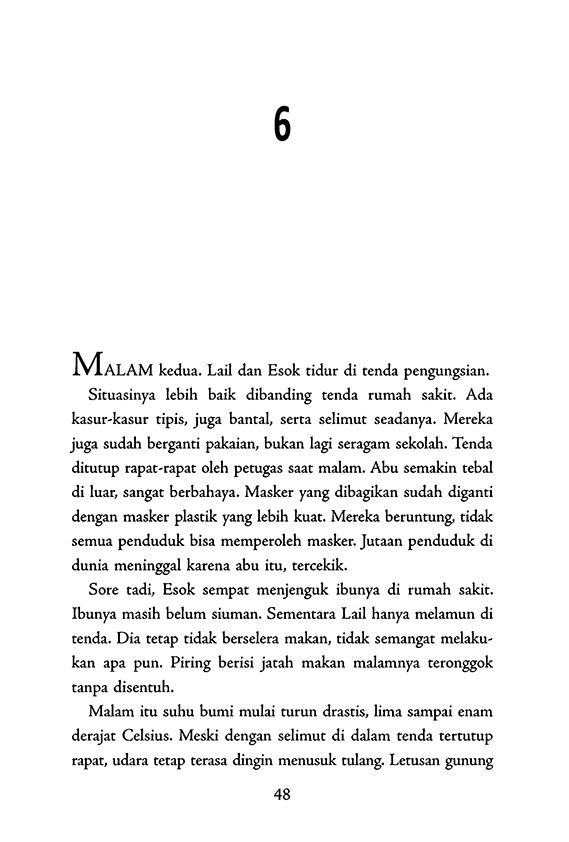 6
MALAM kedua. Lail dan Esok tidur di tenda pengungsian.
Situasinya lebih baik dibanding tenda rumah sakit. Ada
kasur-kasur tipis, juga bantal, serta selimut seadanya. Mereka
juga sudah berganti pakaian, bukan lagi seragam sekolah. Tenda
ditutup rapat-rapat oleh petugas saat malam. Abu semakin tebal
di luar, sangat berbahaya. Masker yang dibagikan sudah diganti
dengan masker plastik yang lebih kuat. Mereka beruntung, tidak
semua penduduk bisa memperoleh masker. Jutaan penduduk di
dunia meninggal karena abu itu, tercekik.
Sore tadi, Esok sempat menjenguk ibunya di rumah sakit.
Ibunya masih belum siuman. Sementara Lail hanya melamun di
tenda. Dia tetap tidak berselera makan, tidak semangat melaku-
kan apa pun. Piring berisi jatah makan malamnya teronggok
tanpa disentuh.
Malam itu suhu bumi mulai turun drastis, lima sampai enam
derajat Celsius. Meski dengan selimut di dalam tenda tertutup
rapat, udara tetap terasa dingin menusuk tulang. Letusan gunung
48